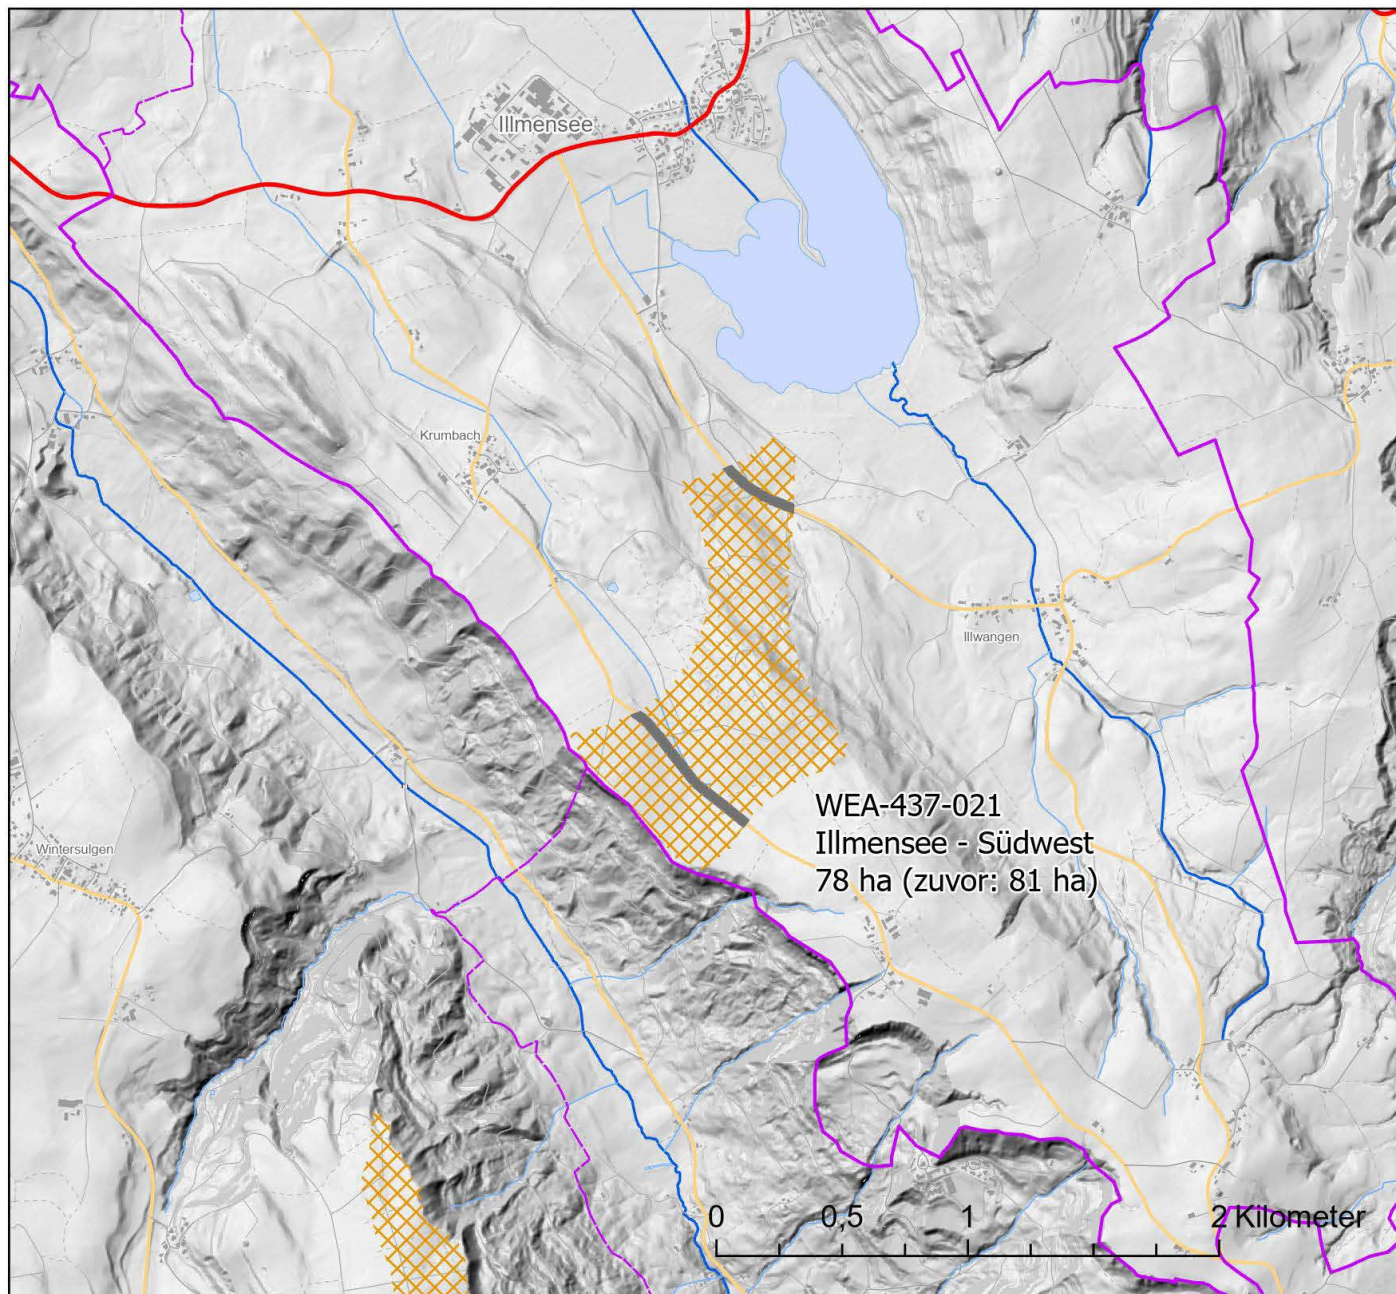 Illmensee
Krumbach
Illwangen
WEA-437-021
Illmensee - Südwest
78 ha (zuvor: 81 ha)
Wintersulgen
0 0,5 1 2 Kilometer